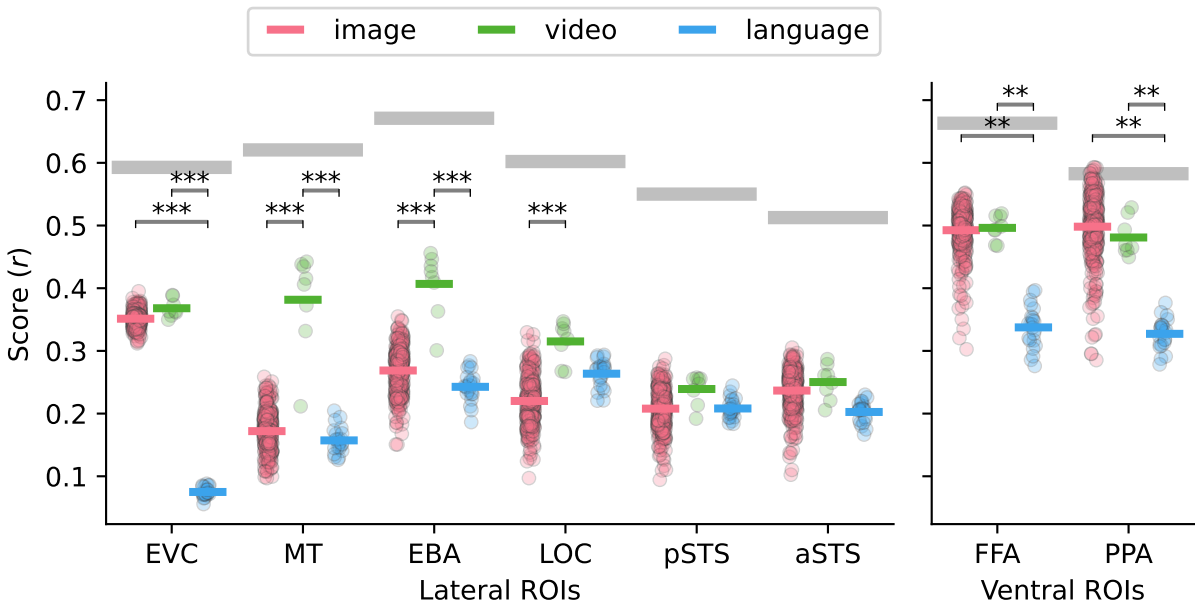 image video language
Score (r)
0.7
0.6
0.5
0.4
0.3
0.2
0.1
*** ***
*** ***
*** ***
***
** **
** **
EVC MT EBA LOC pSTS aSTS
Lateral ROIs
FFA PPA
Ventral ROIs